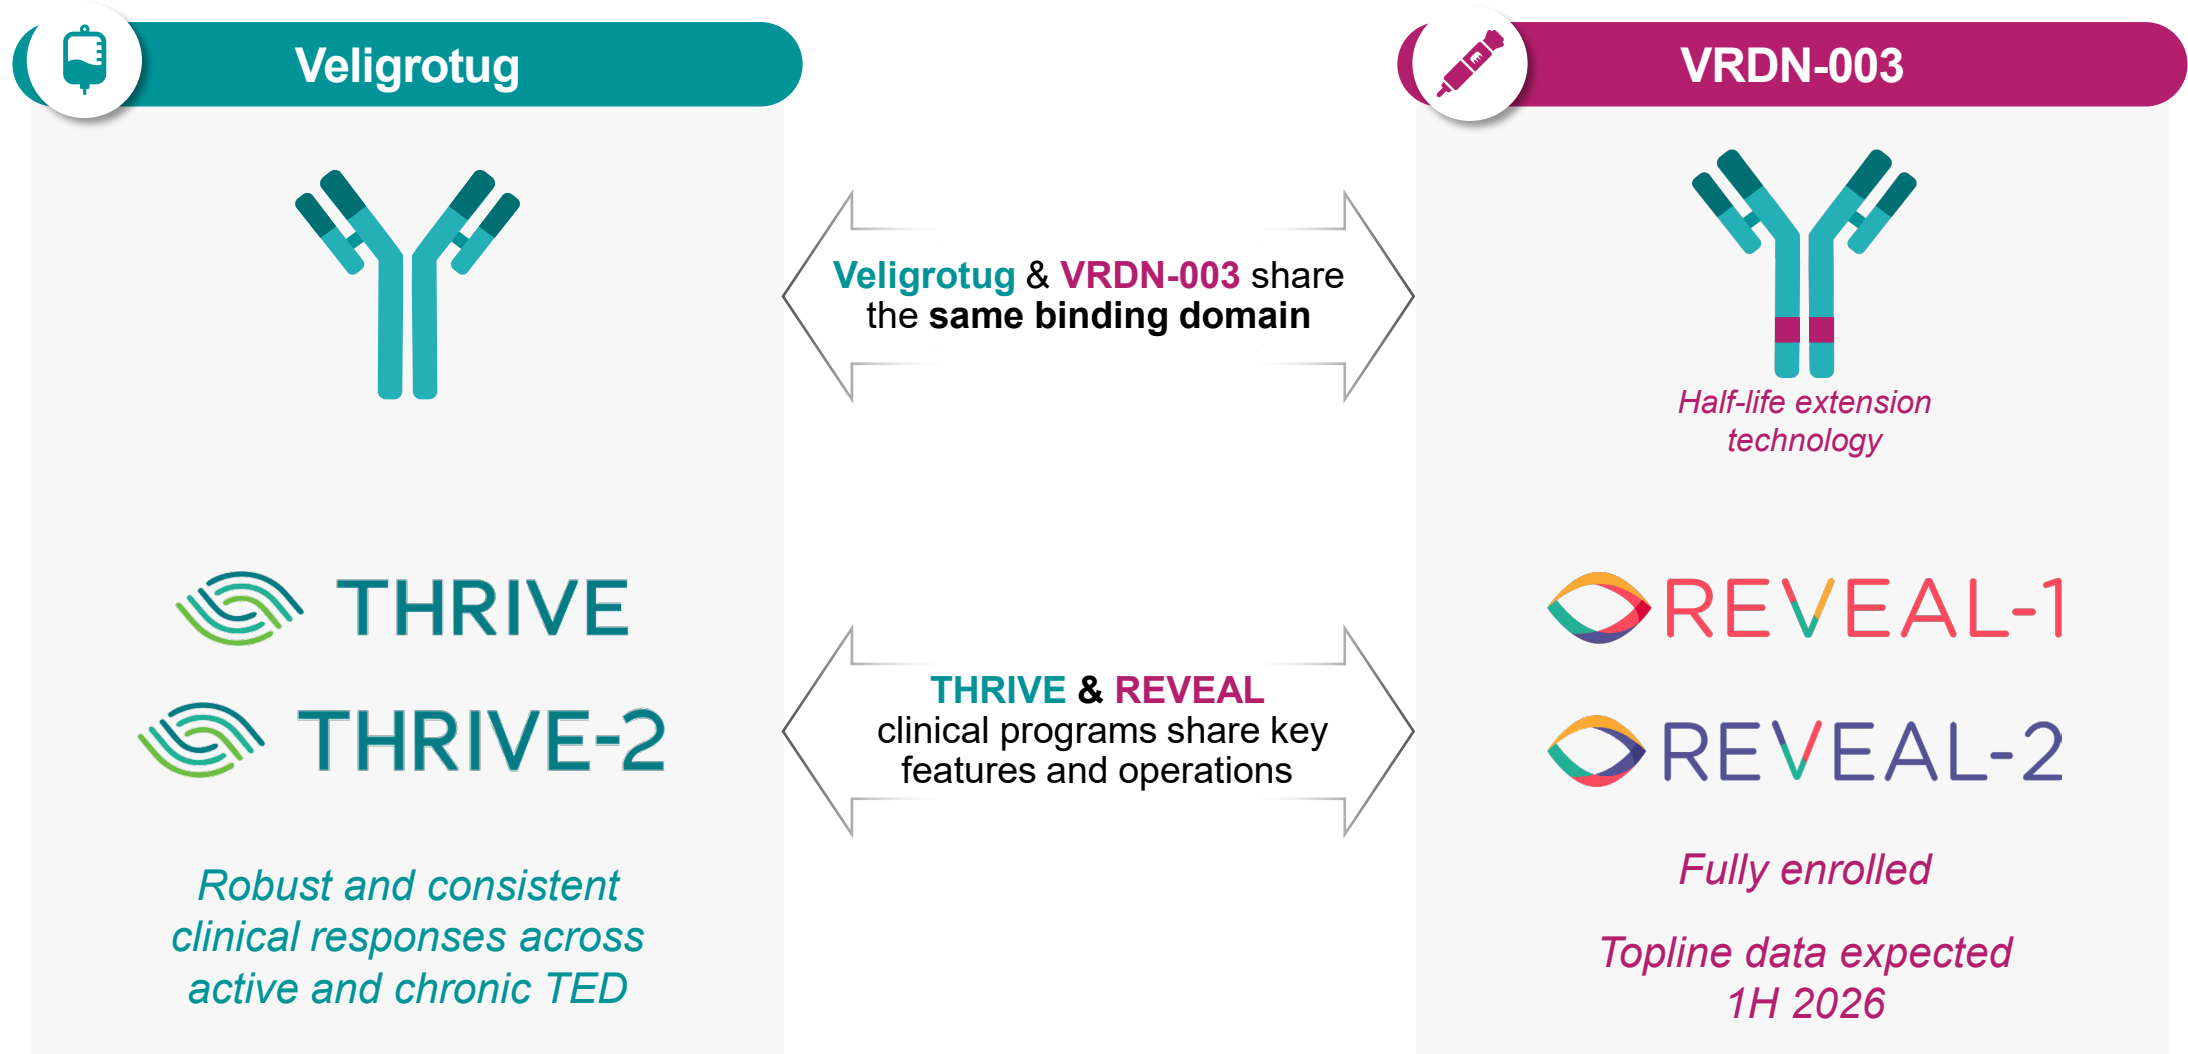 Veligrotug
VRDN-003
Veligrotug & VRDN-003 share
the same binding domain
Half-life extension
technology
THRIVE
THRIVE-2
THRIVE & REVEAL
clinical programs share key
features and operations
REVEAL-1
REVEAL-2
Robust and consistent
clinical responses across
active and chronic TED
Fully enrolled
Topline data expected
1H 2026